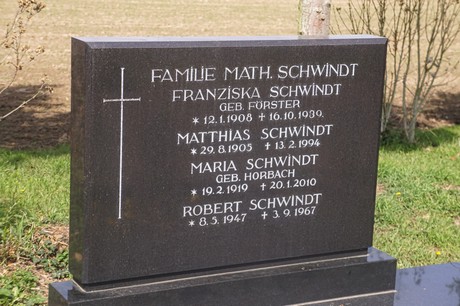 FAMILIE MATH. SCHWINDT
FRANZISKA SCHWINDT
GEB. FÖRSTER
* 12.1.1908 ✝ 16.10.1939.
MATTHIAS SCHWINDT
* 29.8.1905 ✝ 13.2.1994
MARIA SCHWINDT
GEB. HORBACH
* 19.2.1919 ✝ 20.1.2010
ROBERT SCHWINDT
* 8.5.1947 ✝ 3.9.1967